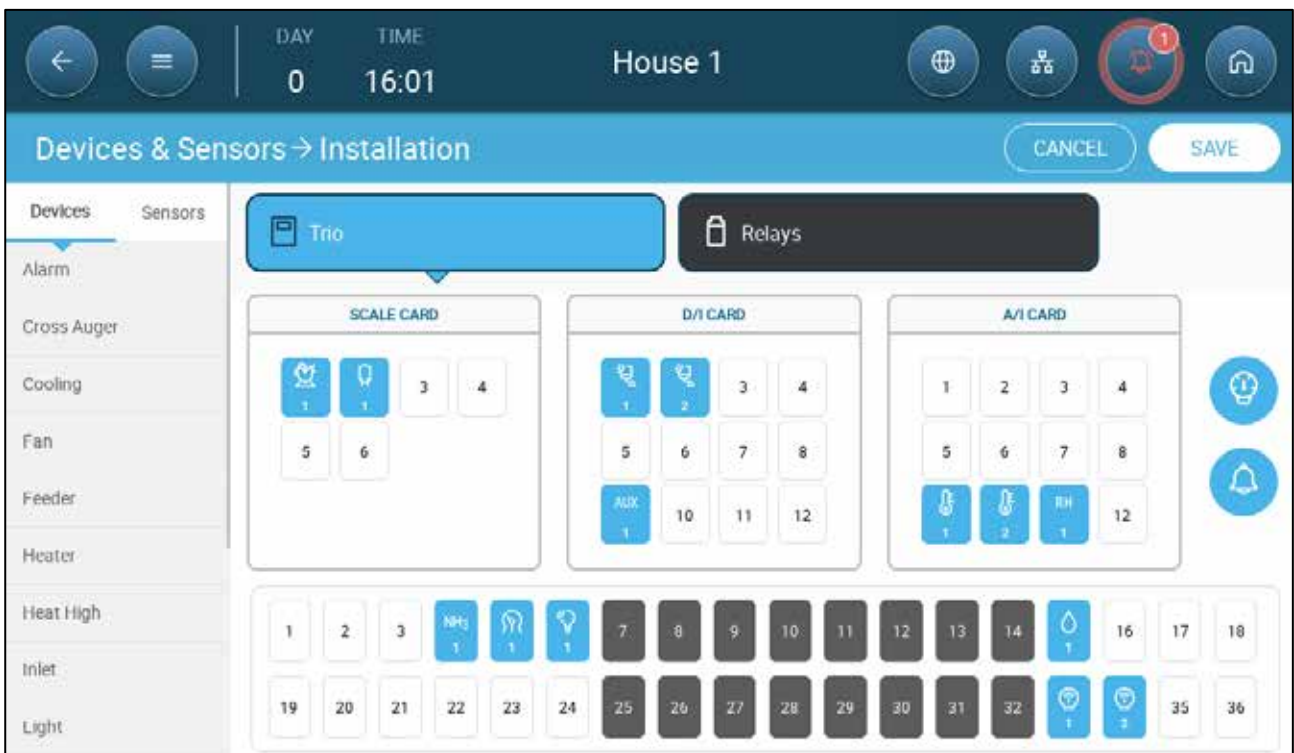 DAY TIME
0 16:01 House 1 1
Devices & Sensors → Installation CANCEL SAVE
Devices Sensors
Trio Relays
Alarm
Cross Auger
Cooling
Fan
Feeder
Heater
Heat High
Inlet
Light
SCALE CARD
1 1 3 4
5 6
D/I CARD
1 2 3 4
5 6 7 8
AUX 1 10 11 12
A/I CARD
1 2 3 4
5 6 7 8
1 2 RH 1 12
1 2 3 NH3 1 1 1 7 8 9 10 11 12 13 14 1 16 17 18
19 20 21 22 23 24 25 26 27 28 29 30 31 32 1 35 36